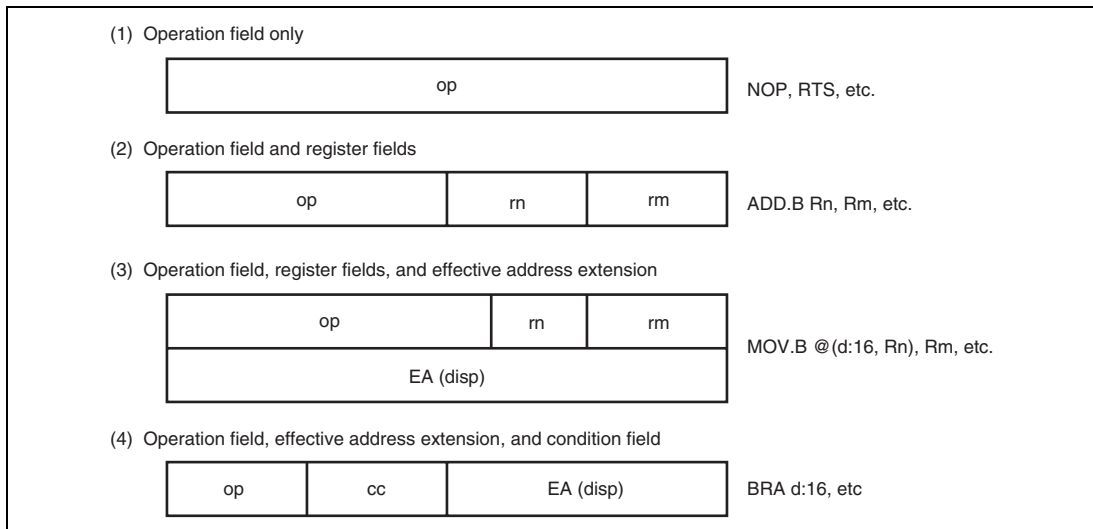 (1) Operation field only
op
NOP, RTS, etc.
(2) Operation field and register fields
op rn rm
ADD.B Rn, Rm, etc.
(3) Operation field, register fields, and effective address extension
op rn rm
EA (disp)
MOV.B @(d:16, Rn), Rm, etc.
(4) Operation field, effective address extension, and condition field
op cc EA (disp)
BRA d:16, etc